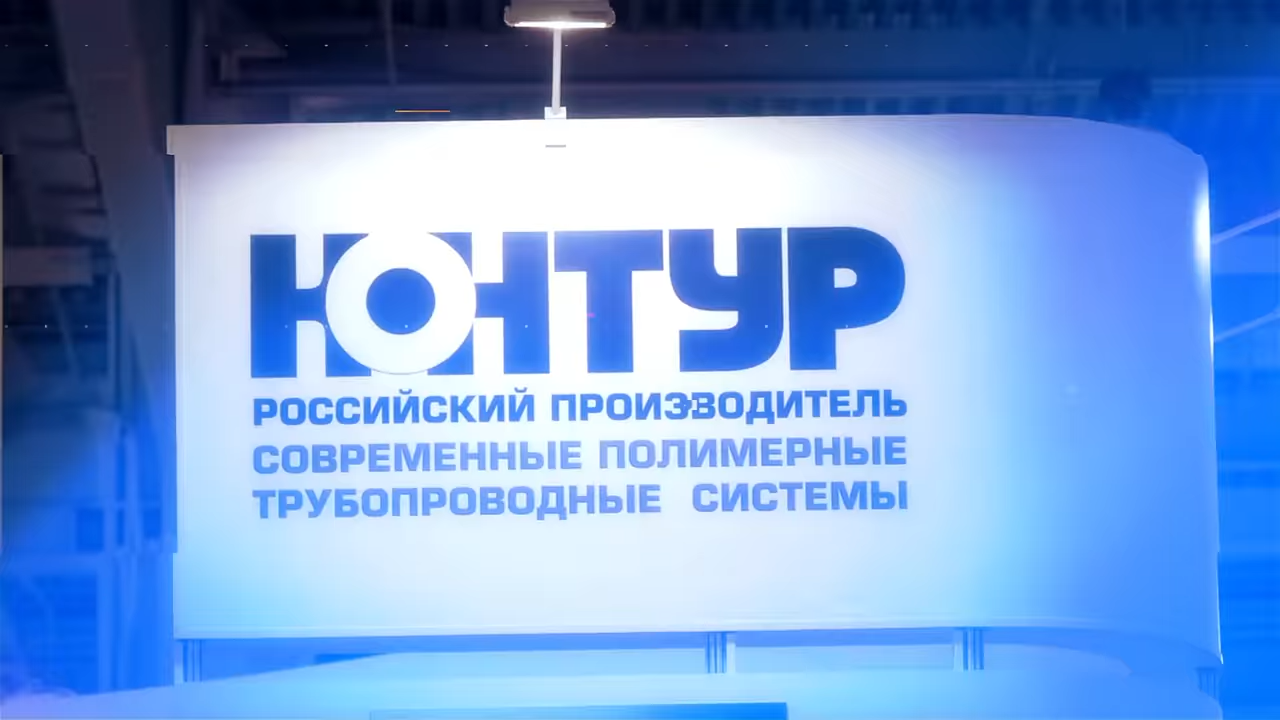 КОНТУР
РОССИЙСКИЙ ПРОИЗВОДИТЕЛЬ
СОВРЕМЕННЫЕ ПОЛИМЕРНЫЕ
ТРУБОПРОВОДНЫЕ СИСТЕМЫ